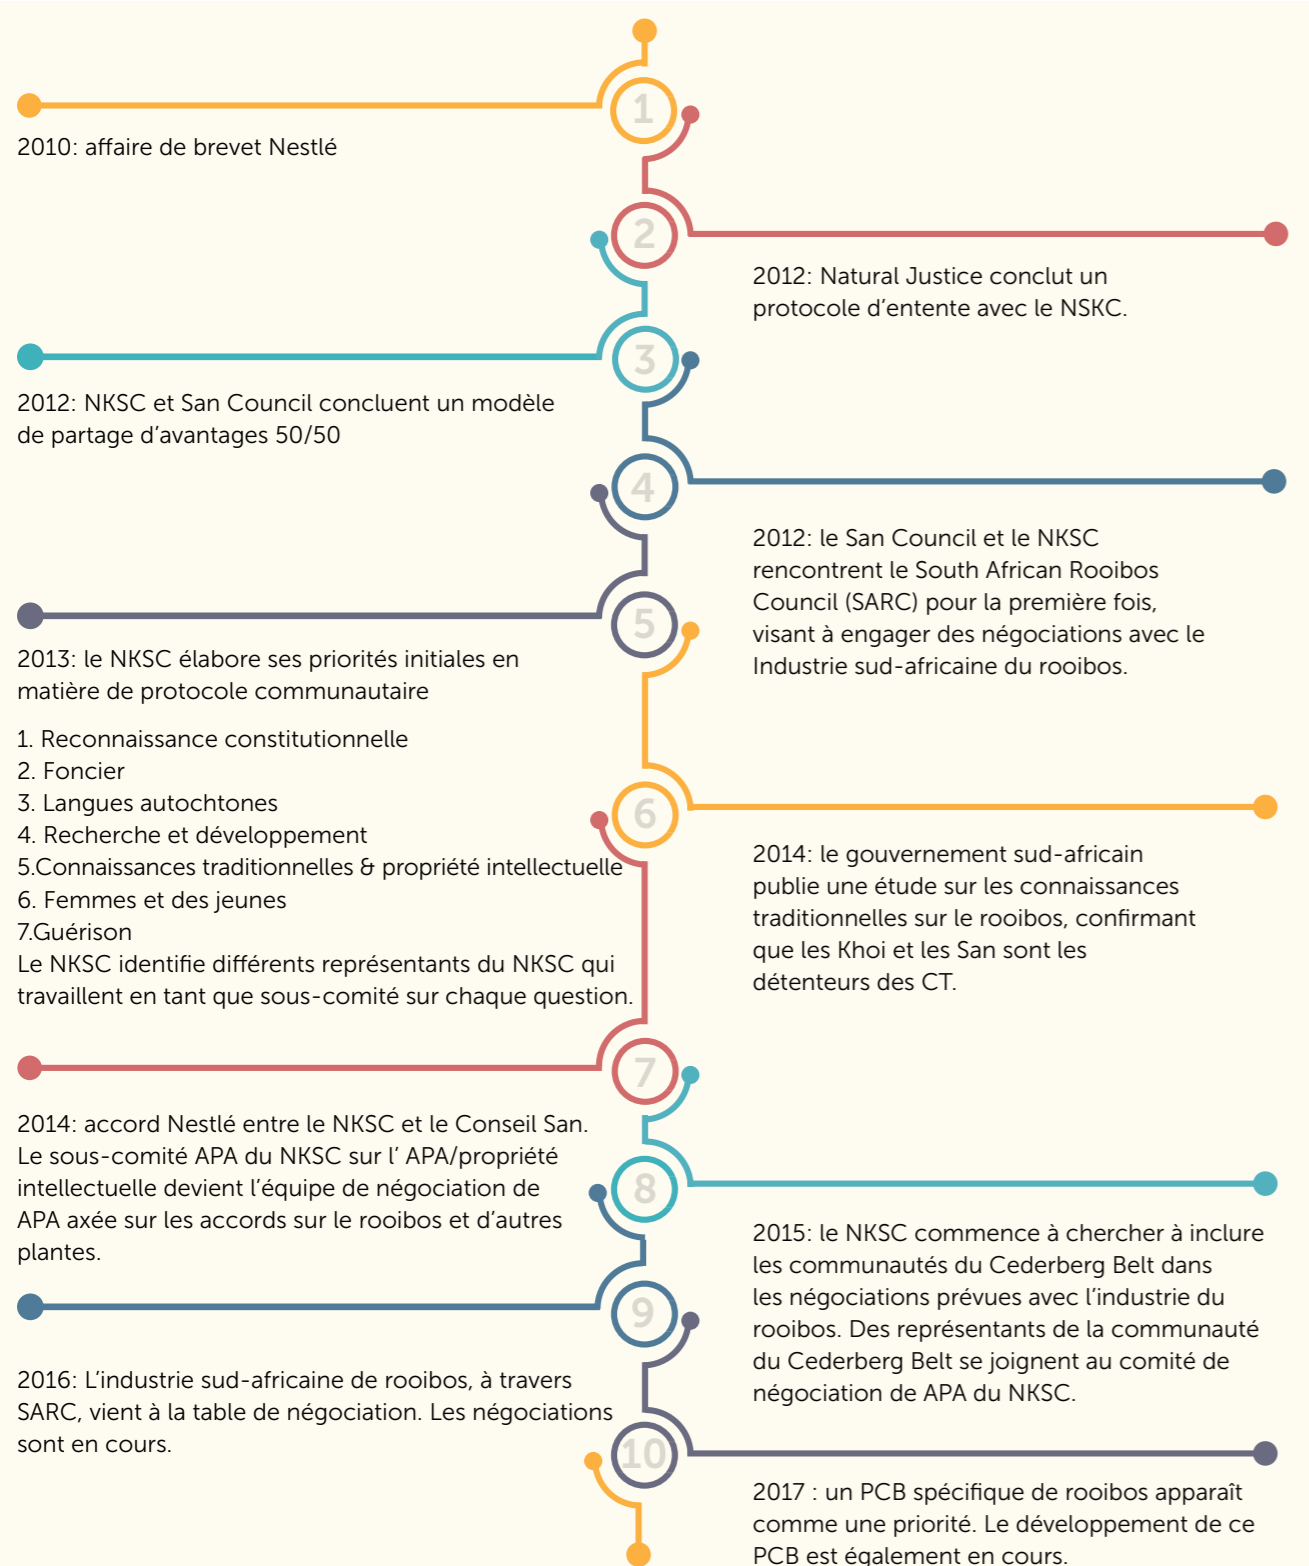 1
2010: affaire de brevet Nestlé
2
2012: Natural Justice conclut un
protocole d’entente avec le NSKC.
3
2012: NKSC et San Council concluent un modèle
de partage d’avantages 50/50
4
2012: le San Council et le NKSC
rencontrent le South African Rooibos
Council (SARC) pour la première fois,
visant à engager des négociations avec le
Industrie sud-africaine du rooibos.
5
2013: le NKSC élabore ses priorités initiales en
matière de protocole communautaire
1. Reconnaissance constitutionnelle
2. Foncier
3. Langues autochtones
4. Recherche et développement
5.Connaissances traditionnelles & propriété intellectuelle
6. Femmes et des jeunes
7.Guérison
Le NKSC identifie différents représentants du NKSC qui
travaillent en tant que sous-comité sur chaque question.
6
2014: le gouvernement sud-africain
publie une étude sur les connaissances
traditionnelles sur le rooibos, confirmant
que les Khoi et les San sont les
détenteurs des CT.
7
2014: accord Nestlé entre le NKSC et le Conseil San.
Le sous-comité APA du NKSC sur l’ APA/propriété
intellectuelle devient l’équipe de négociation de
APA axée sur les accords sur le rooibos et d’autres
plantes.
8
2015: le NKSC commence à chercher à inclure
les communautés du Cederberg Belt dans
les négociations prévues avec l’industrie du
rooibos. Des représentants de la communauté
du Cederberg Belt se joignent au comité de
négociation de APA du NKSC.
9
2016: L’industrie sud-africaine de rooibos, à travers
SARC, vient à la table de négociation. Les négociations
sont en cours.
10
2017 : un PCB spécifique de rooibos apparaît
comme une priorité. Le développement de ce
PCB est également en cours.